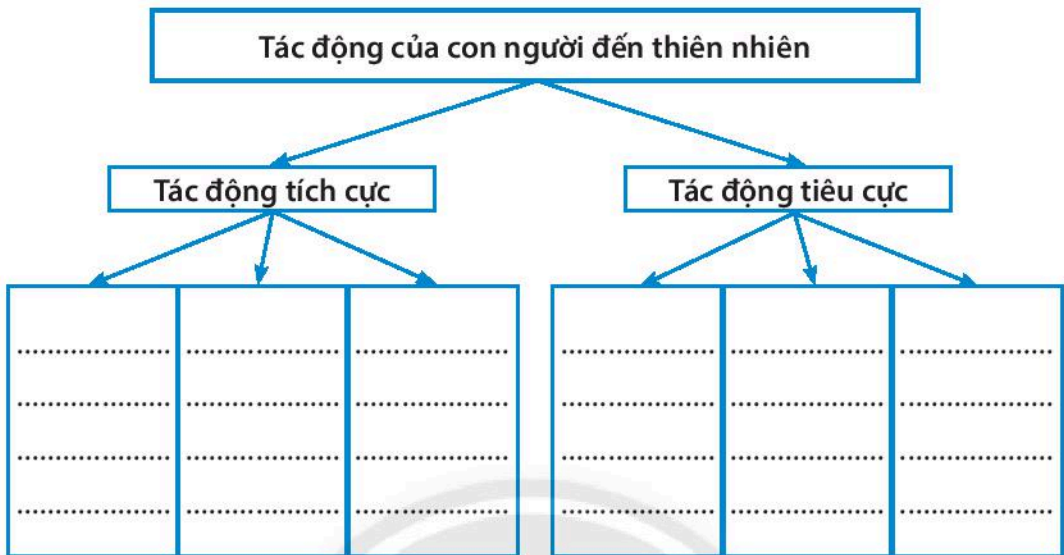 Tác động của con người đến thiên nhiên
Tác động tích cực
Tác động tiêu cực